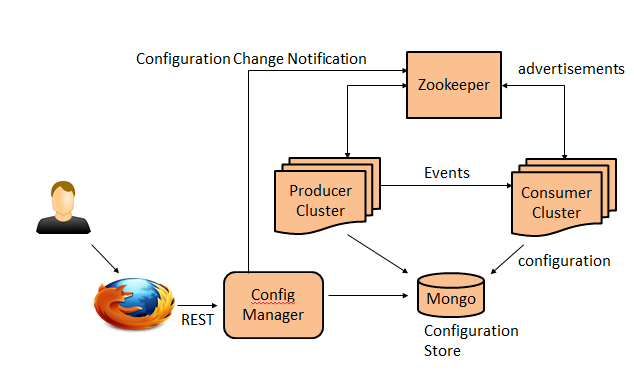 Configuration Change Notification
Zookeeper
advertisements
Producer
Cluster
Events
Consumer
Cluster
configuration
Config
Manager
REST
Mongo
Configuration
Store